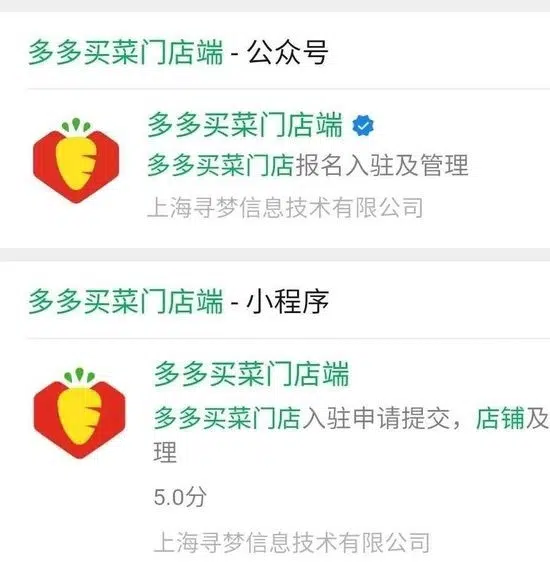 多多买菜门店端 - 公众号
多多买菜门店端
多多买菜门店报名入驻及管理
上海寻梦信息技术有限公司
多多买菜门店端 - 小程序
多多买菜门店端
多多买菜门店入驻申请提交，店铺及
理
5.0分
上海寻梦信息技术有限公司